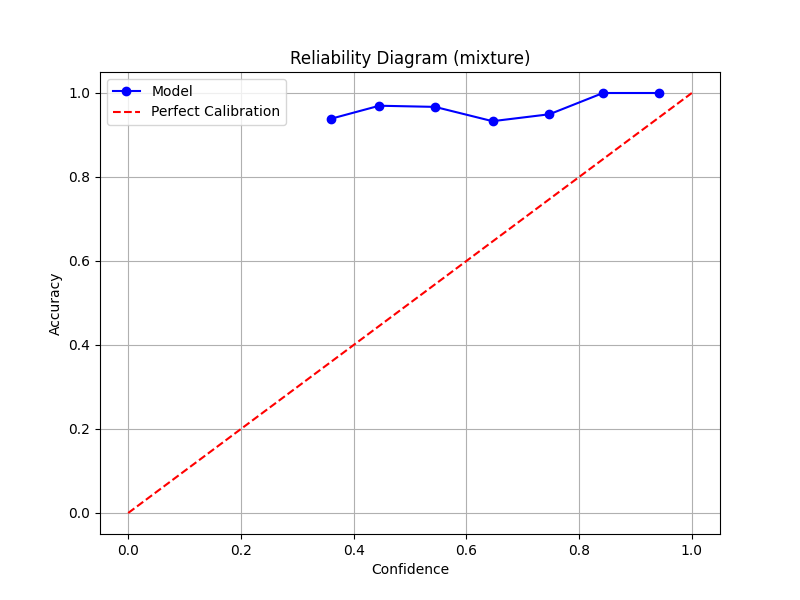 Reliability Diagram (mixture)
Model
Perfect Calibration
1.0
0.8
0.6
0.4
0.2
0.0
Accuracy
0.0 0.2 0.4 0.6 0.8 1.0
Confidence